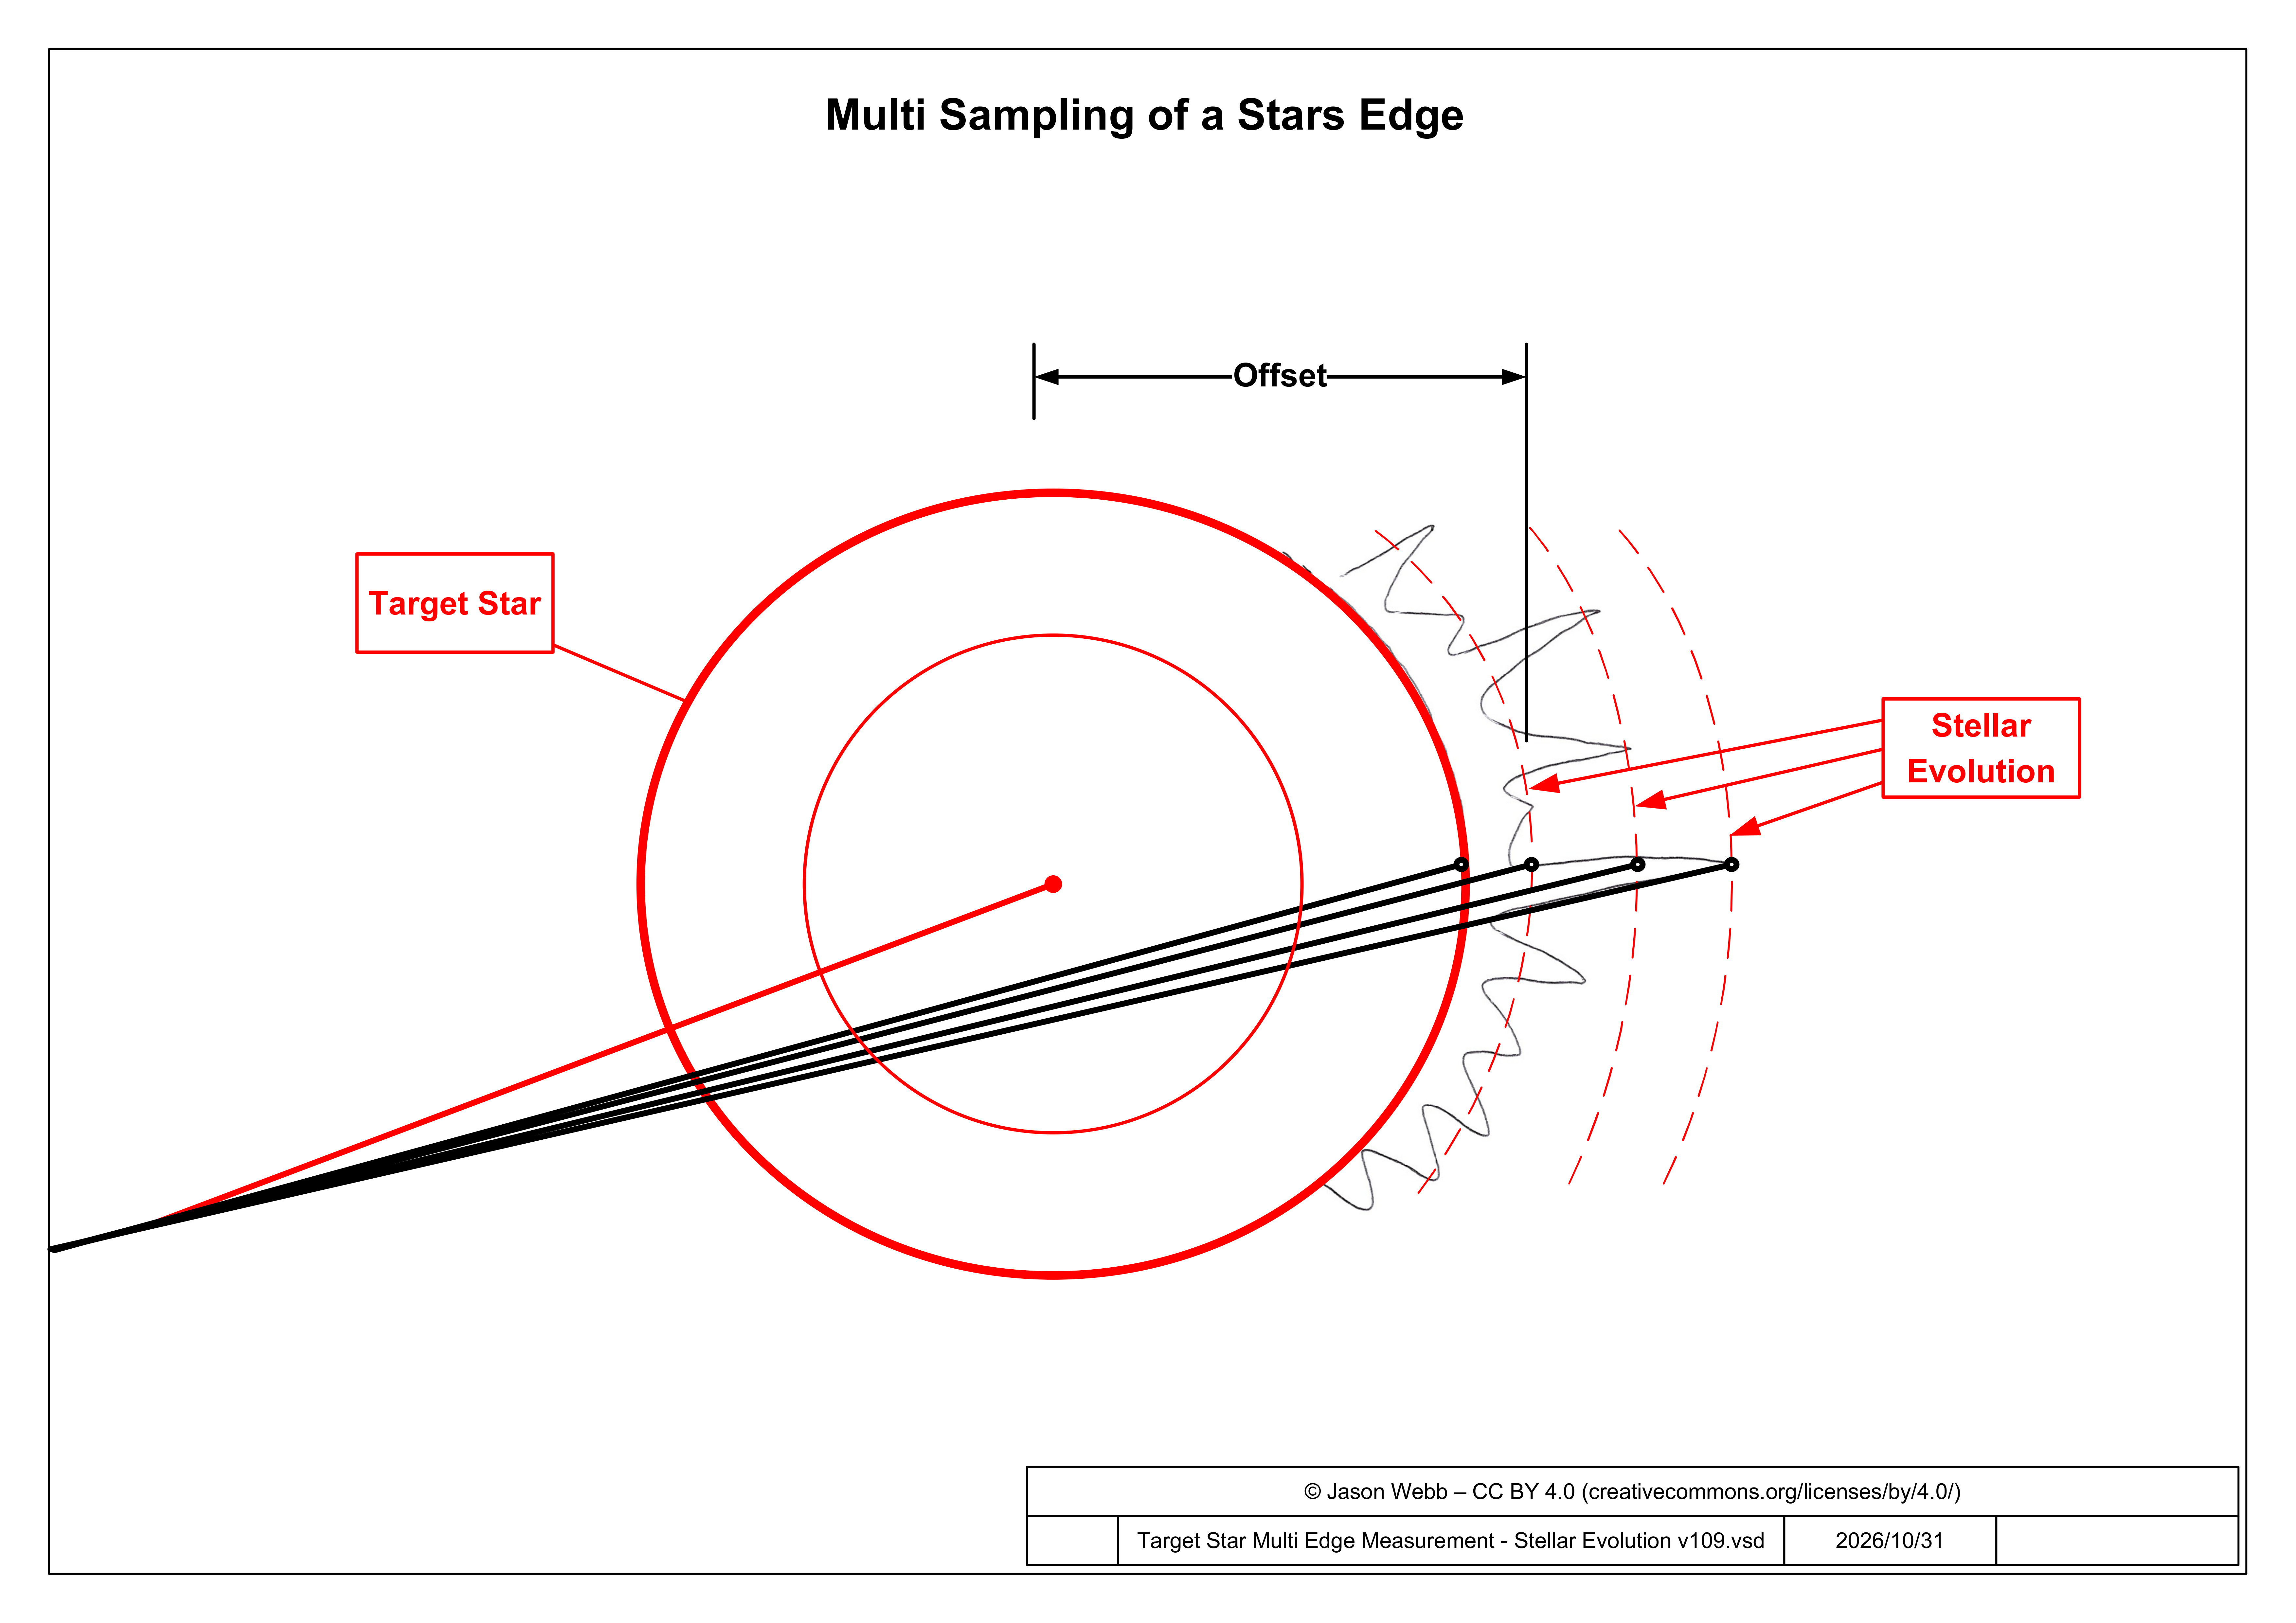 Multi Sampling of a Stars Edge
Offset
Target Star
Stellar
Evolution
© Jason Webb – CC BY 4.0 (creativecommons.org/licenses/by/4.0/)
Target Star Multi Edge Measurement - Stellar Evolution v109.vsd
2026/10/31